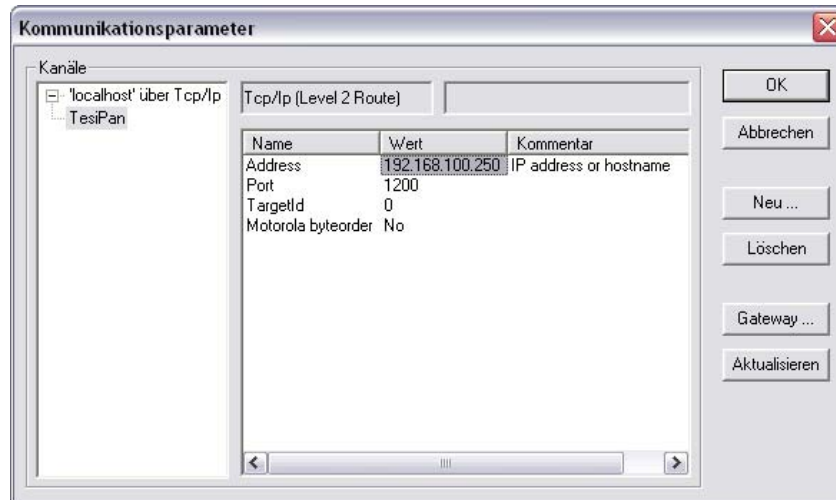 Kommunikationsparameter
Kanäle
'localhost' über Tcp/Ip
TesiPan
Tcp/Ip (Level 2 Route)
Name Wert Kommentar
Address 192.168.100.250 IP address or hostname
Port 1200
TargetId 0
Motorola byteorder No
OK
Abbrechen
Neu ...
Löschen
Gateway ...
Aktualisieren